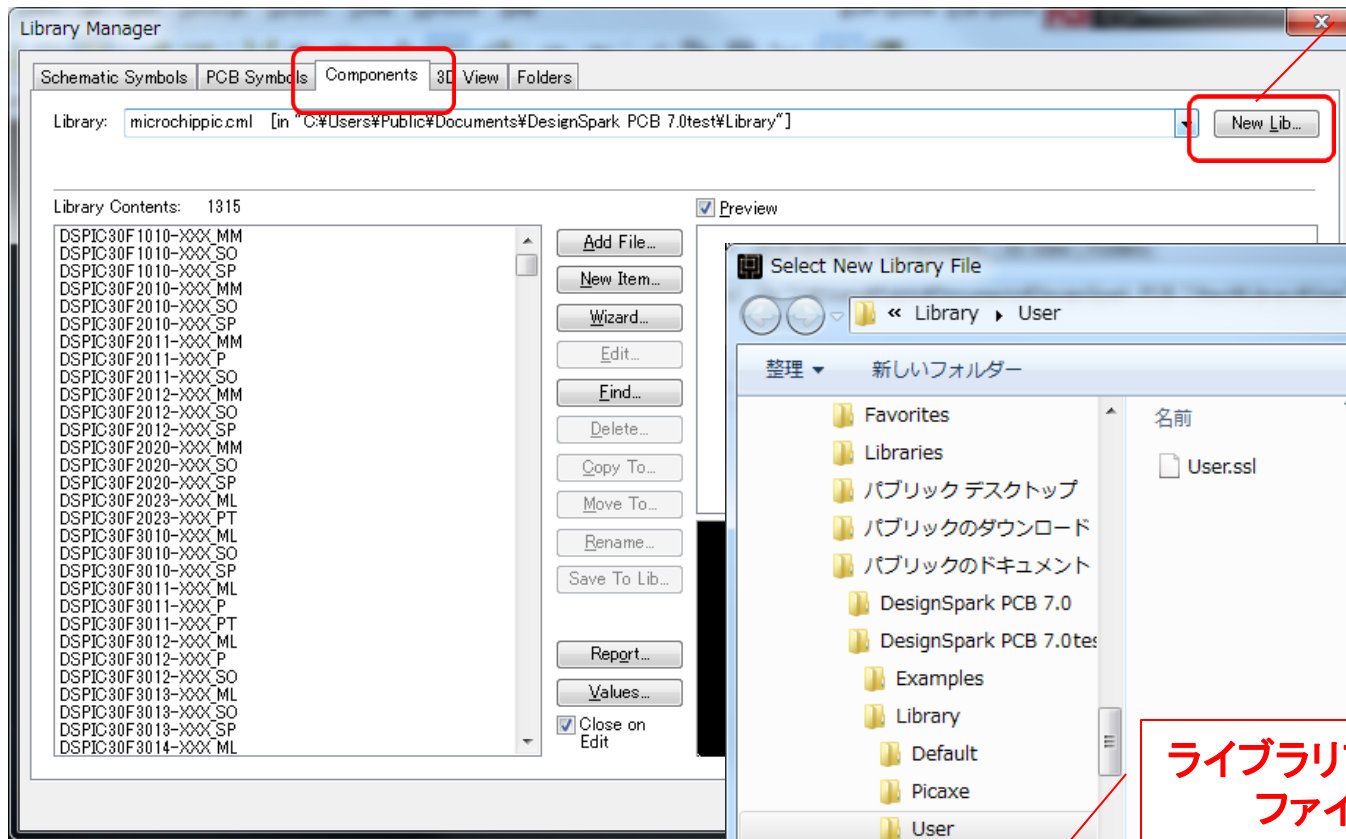 Library Manager
Schematic Symbols PCB Symbols Components 3D View Folders
Library: microchippic.cml [in "C:¥Users¥Public¥Documents¥DesignSpark PCB 7.0test¥Library"] New Lib...
Library Contents: 1315
Preview
DSPIC30F1010-XXX_MM
DSPIC30F1010-XXX_SO
DSPIC30F1010-XXX_SP
DSPIC30F2010-XXX_MM
DSPIC30F2010-XXX_SO
DSPIC30F2010-XXX_SP
DSPIC30F2011-XXX_MM
DSPIC30F2011-XXX_P
DSPIC30F2011-XXX_SO
DSPIC30F2012-XXX_MM
DSPIC30F2012-XXX_SO
DSPIC30F2012-XXX_SP
DSPIC30F2020-XXX_MM
DSPIC30F2020-XXX_SO
DSPIC30F2020-XXX_SP
DSPIC30F2023-XXX_ML
DSPIC30F2023-XXX_PT
DSPIC30F3010-XXX_ML
DSPIC30F3010-XXX_SO
DSPIC30F3010-XXX_SP
DSPIC30F3011-XXX_ML
DSPIC30F3011-XXX_P
DSPIC30F3011-XXX_PT
DSPIC30F3012-XXX_ML
DSPIC30F3012-XXX_P
DSPIC30F3012-XXX_SO
DSPIC30F3013-XXX_ML
DSPIC30F3013-XXX_SO
DSPIC30F3013-XXX_SP
DSPIC30F3014-XXX_ML
Add File...
New Item...
Wizard...
Edit...
Find...
Delete...
Copy To...
Move To...
Rename...
Save To Lib...
Report...
Values...
Close on
Edit
Select New Library File
« Library ▸ User
整理 ▼ 新しいフォルダー
Favorites
Libraries
パブリック デスクトップ
パブリックのダウンロード
パブリックのドキュメント
DesignSpark PCB 7.0
DesignSpark PCB 7.0tes
Examples
Library
Default
Picaxe
User
名前
User.ssl
ライブラリ
ファイ